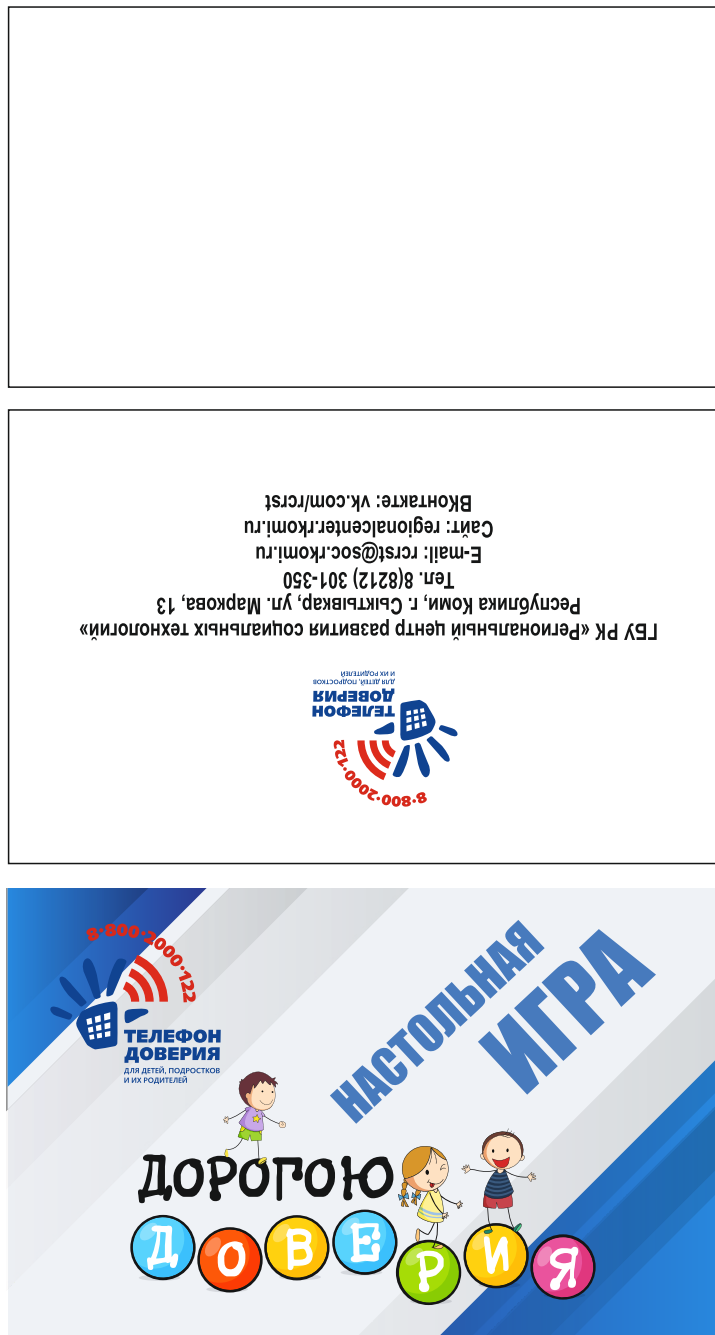 ГБУ РК «Региональный центр развития социальных технологий»
Республика Коми, г. Сыктывкар, ул. Маркова, 13
Тел. 8(8212) 301-350
E-mail: rcrst@soc.rkomi.ru
Сайт: regionalcenter.rkomi.ru
ВКонтакте: vk.com/rcrst
8·800·2000·122
ТЕЛЕФОН
ДОВЕРИЯ
ДЛЯ ДЕТЕЙ, ПОДРОСТКОВ
И ИХ РОДИТЕЛЕЙ
8·800·2000·122
ТЕЛЕФОН
ДОВЕРИЯ
ДЛЯ ДЕТЕЙ, ПОДРОСТКОВ
И ИХ РОДИТЕЛЕЙ
НАСТОЛЬНАЯ
ИГРА
ДОРОГОЮ
ДОВЕРИЯ